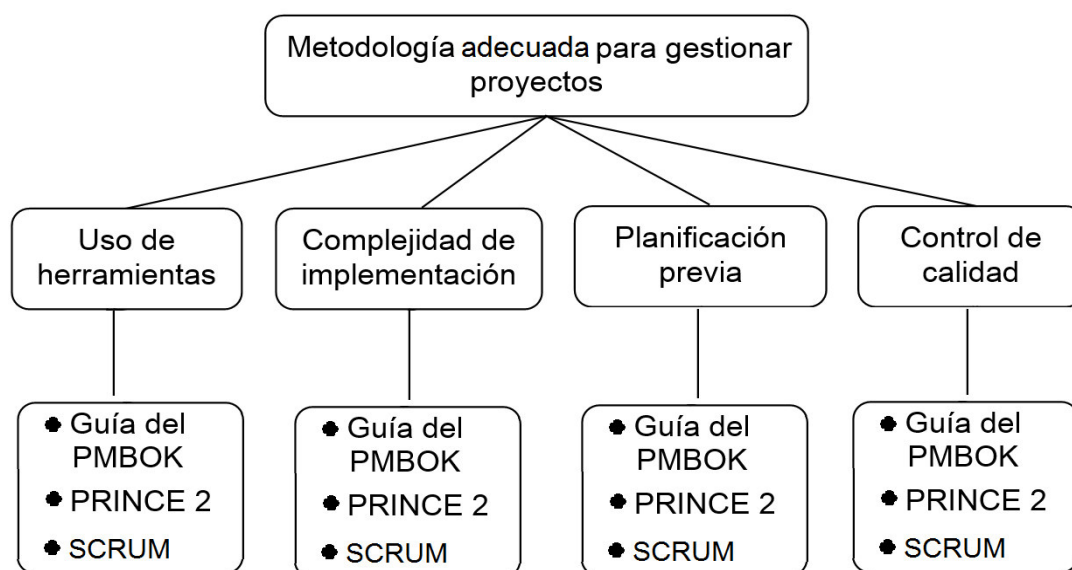 Metodología adecuada para gestionar
proyectos
Uso de
herramientas
Complejidad de
implementación
Planificación
previa
Control de
calidad
Guía del
PMBOK
PRINCE 2
SCRUM
Guía del
PMBOK
PRINCE 2
SCRUM
Guía del
PMBOK
PRINCE 2
SCRUM
Guía del
PMBOK
PRINCE 2
SCRUM